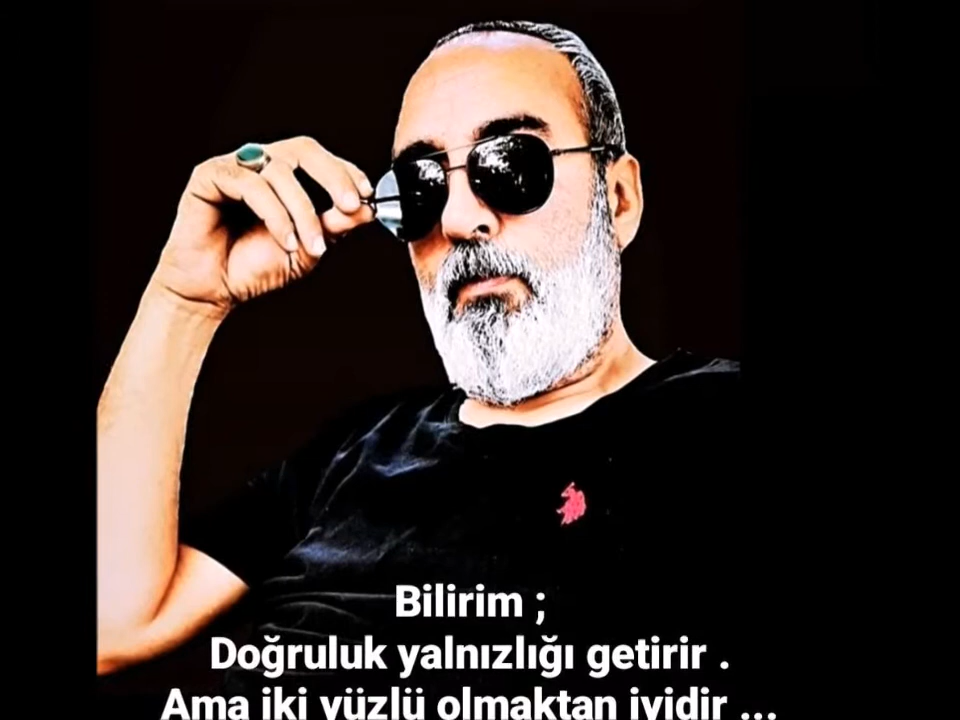 Bilirim ;
Doğruluk yalnızlığı getirir .
Ama iki yüzlü olmaktan iyidir ...